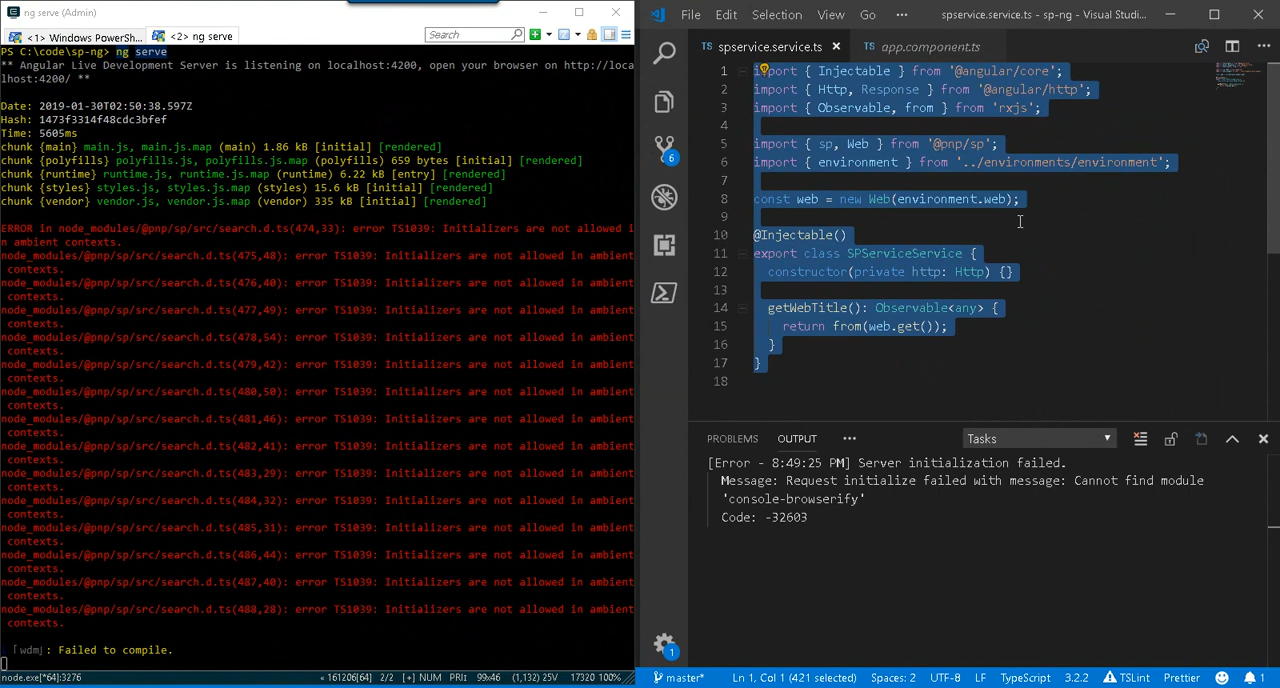 ng serve (Admin)
<1> Windows PowerSh...
<2> ng serve
Search
PS C:\code\sp-ng> ng serve
** Angular Live Development Server is listening on localhost:4200, open your browser on http://loca
lhost:4200/ **
Date: 2019-01-30T02:50:38.597Z
Hash: 1473f3314f48cdc3bfef
Time: 5605ms
chunk {main} main.js, main.js.map (main) 1.86 kB [initial] [rendered]
chunk {polyfills} polyfills.js, polyfills.js.map (polyfills) 659 bytes [initial] [rendered]
chunk {runtime} runtime.js, runtime.js.map (runtime) 6.22 kB [entry] [rendered]
chunk {styles} styles.js, styles.js.map (styles) 15.6 kB [initial] [rendered]
chunk {vendor} vendor.js, vendor.js.map (vendor) 335 kB [initial] [rendered]
ERROR in node_modules/@pnp/sp/src/search.d.ts(474,33): error TS1039: Initializers are not allowed i
n ambient contexts.
node_modules/@pnp/sp/src/search.d.ts(475,48): error TS1039: Initializers are not allowed in ambient
 contexts.
node_modules/@pnp/sp/src/search.d.ts(476,40): error TS1039: Initializers are not allowed in ambient
 contexts.
node_modules/@pnp/sp/src/search.d.ts(477,49): error TS1039: Initializers are not allowed in ambient
 contexts.
node_modules/@pnp/sp/src/search.d.ts(478,54): error TS1039: Initializers are not allowed in ambient
 contexts.
node_modules/@pnp/sp/src/search.d.ts(479,42): error TS1039: Initializers are not allowed in ambient
 contexts.
node_modules/@pnp/sp/src/search.d.ts(480,50): error TS1039: Initializers are not allowed in ambient
 contexts.
node_modules/@pnp/sp/src/search.d.ts(481,46): error TS1039: Initializers are not allowed in ambient
 contexts.
node_modules/@pnp/sp/src/search.d.ts(482,41): error TS1039: Initializers are not allowed in ambient
 contexts.
node_modules/@pnp/sp/src/search.d.ts(483,29): error TS1039: Initializers are not allowed in ambient
 contexts.
node_modules/@pnp/sp/src/search.d.ts(484,32): error TS1039: Initializers are not allowed in ambient
 contexts.
node_modules/@pnp/sp/src/search.d.ts(485,31): error TS1039: Initializers are not allowed in ambient
 contexts.
node_modules/@pnp/sp/src/search.d.ts(486,44): error TS1039: Initializers are not allowed in ambient
 contexts.
node_modules/@pnp/sp/src/search.d.ts(487,40): error TS1039: Initializers are not allowed in ambient
 contexts.
node_modules/@pnp/sp/src/search.d.ts(488,28): error TS1039: Initializers are not allowed in ambient
 contexts.
｢wdm｣: Failed to compile.
node.exe[*64]:3276 « 161206[64] 2/2 [+] NUM PRI: 99x46 (1,132) 25V 17320 100%
File Edit Selection View Go ... spservice.service.ts - sp-ng - Visual Studi...
TS spservice.service.ts
TS app.component.ts
1 import { Injectable } from '@angular/core';
2 import { Http, Response } from '@angular/http';
3 import { Observable, from } from 'rxjs';
4
5 import { sp, Web } from '@pnp/sp';
6 import { environment } from '../environments/environment';
7
8 const web = new Web(environment.web);
9
10 @Injectable()
11 export class SPServiceService {
12 constructor(private http: Http) {}
13
14 getWebTitle(): Observable<any> {
15 return from(web.get());
16 }
17 }
18
6
1
PROBLEMS OUTPUT ... Tasks
[Error - 8:49:25 PM] Server initialization failed.
Message: Request initialize failed with message: Cannot find module
'console-browserify'
Code: -32603
master* Ln 1, Col 1 (421 selected) Spaces: 2 UTF-8 LF TypeScript 3.2.2 TSLint Prettier 1